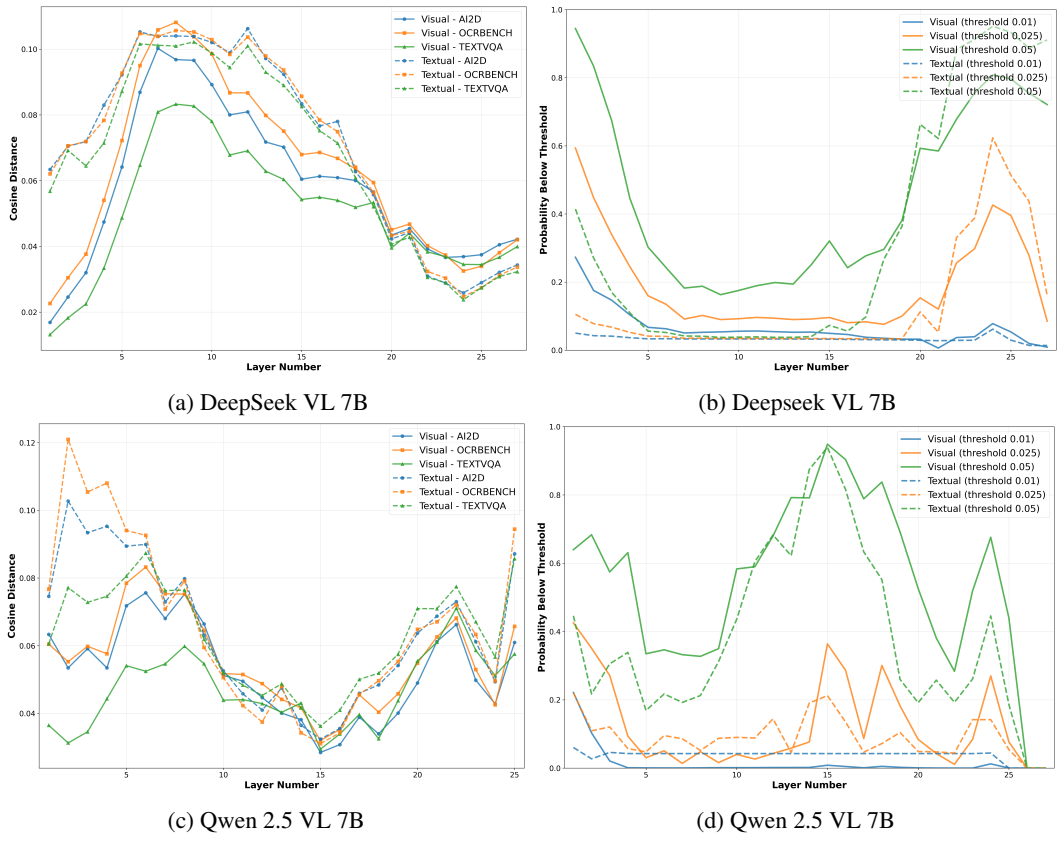 0.10
0.08
0.06
0.04
0.02
5
10
15
20
25
Cosine Distance
Layer Number
Visual - AI2D
Visual - OCRBENCH
Visual - TEXTVQA
Textual - AI2D
Textual - OCRBENCH
Textual - TEXTVQA
(a) DeepSeek VL 7B
1.0
0.8
0.6
0.4
0.2
0.0
5
10
15
20
25
Probability Below Threshold
Layer Number
Visual (threshold 0.01)
Visual (threshold 0.025)
Visual (threshold 0.05)
Textual (threshold 0.01)
Textual (threshold 0.025)
Textual (threshold 0.05)
(b) Deepseek VL 7B
0.12
0.10
0.08
0.06
0.04
5
10
15
20
25
Cosine Distance
Layer Number
Visual - AI2D
Visual - OCRBENCH
Visual - TEXTVQA
Textual - AI2D
Textual - OCRBENCH
Textual - TEXTVQA
(c) Qwen 2.5 VL 7B
1.0
0.8
0.6
0.4
0.2
0.0
5
10
15
20
25
Probability Below Threshold
Layer Number
Visual (threshold 0.01)
Visual (threshold 0.025)
Visual (threshold 0.05)
Textual (threshold 0.01)
Textual (threshold 0.025)
Textual (threshold 0.05)
(d) Qwen 2.5 VL 7B